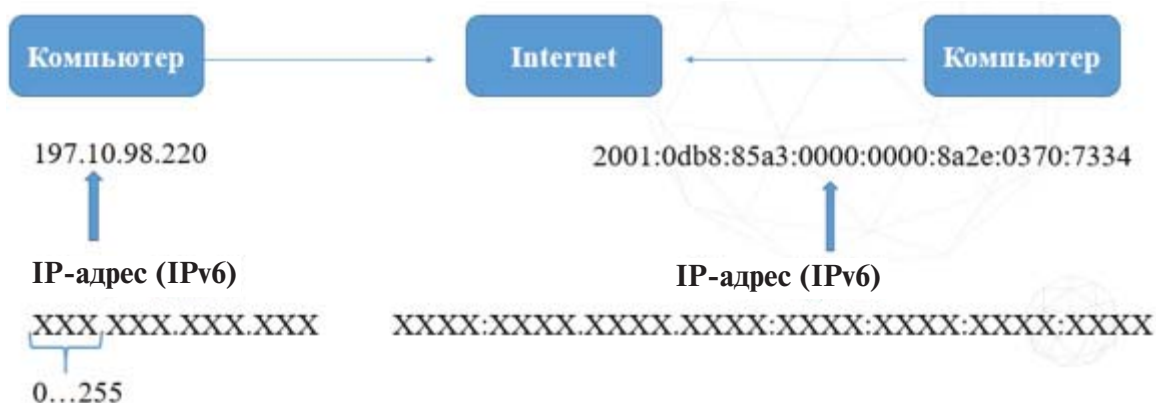 Компьютер Internet Компьютер
197.10.98.220 2001:0db8:85a3:0000:0000:8a2e:0370:7334
IP-адрес (IPv6) IP-адрес (IPv6)
XXX.XXX.XXX.XXX XXXX:XXXX.XXXX.XXXX:XXXX:XXXX:XXXX:XXXX
0...255